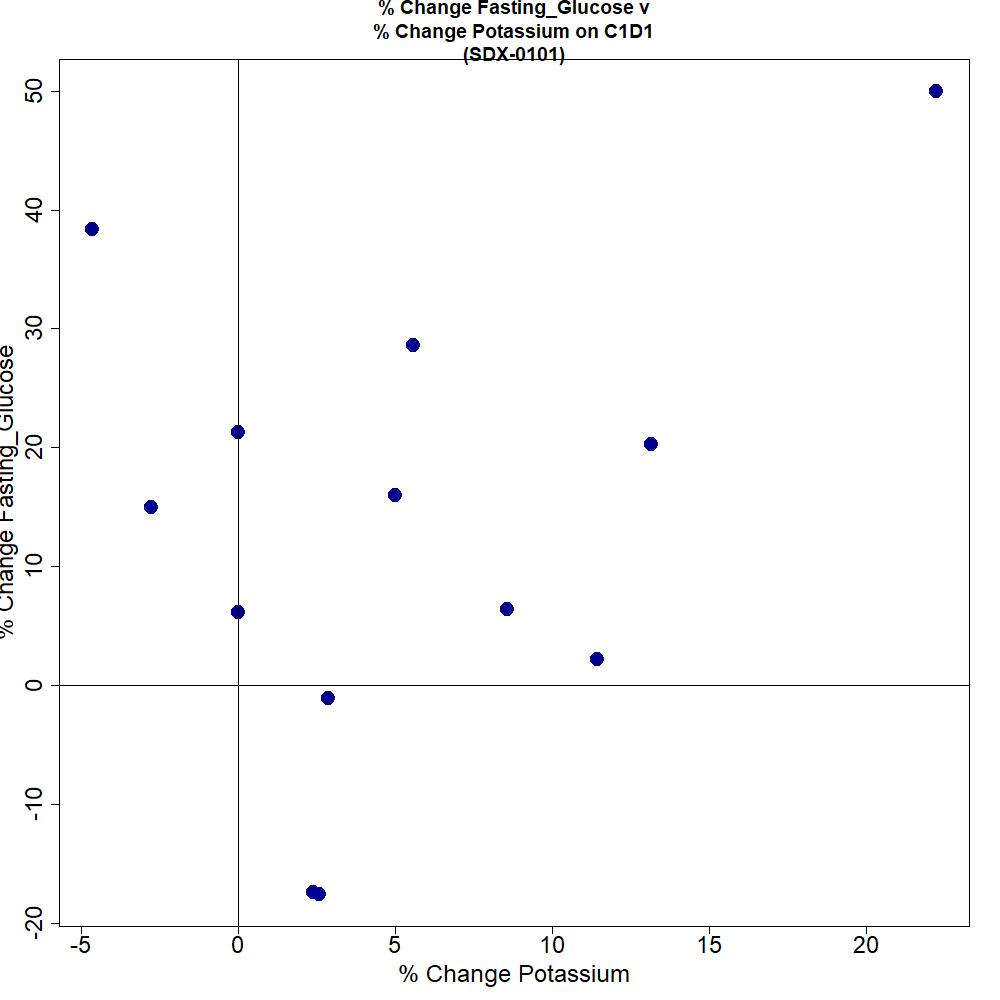 % Change Fasting_Glucose v
% Change Potassium on C1D1
(SDX-0101)
% Change Fasting_Glucose
50
40
30
20
10
0
-10
-20
-5
0
5
10
15
20
% Change Potassium